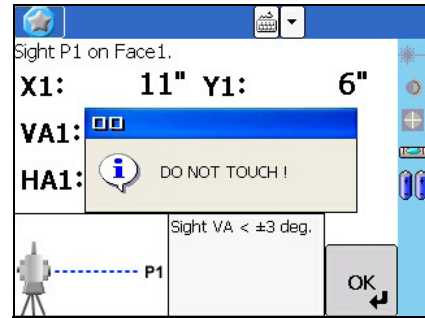 Sight P1 on Face1.
X1: 11" Y1: 6"
VA1:
DO NOT TOUCH !
HA1:
Sight VA < ±3 deg.
P1
OK